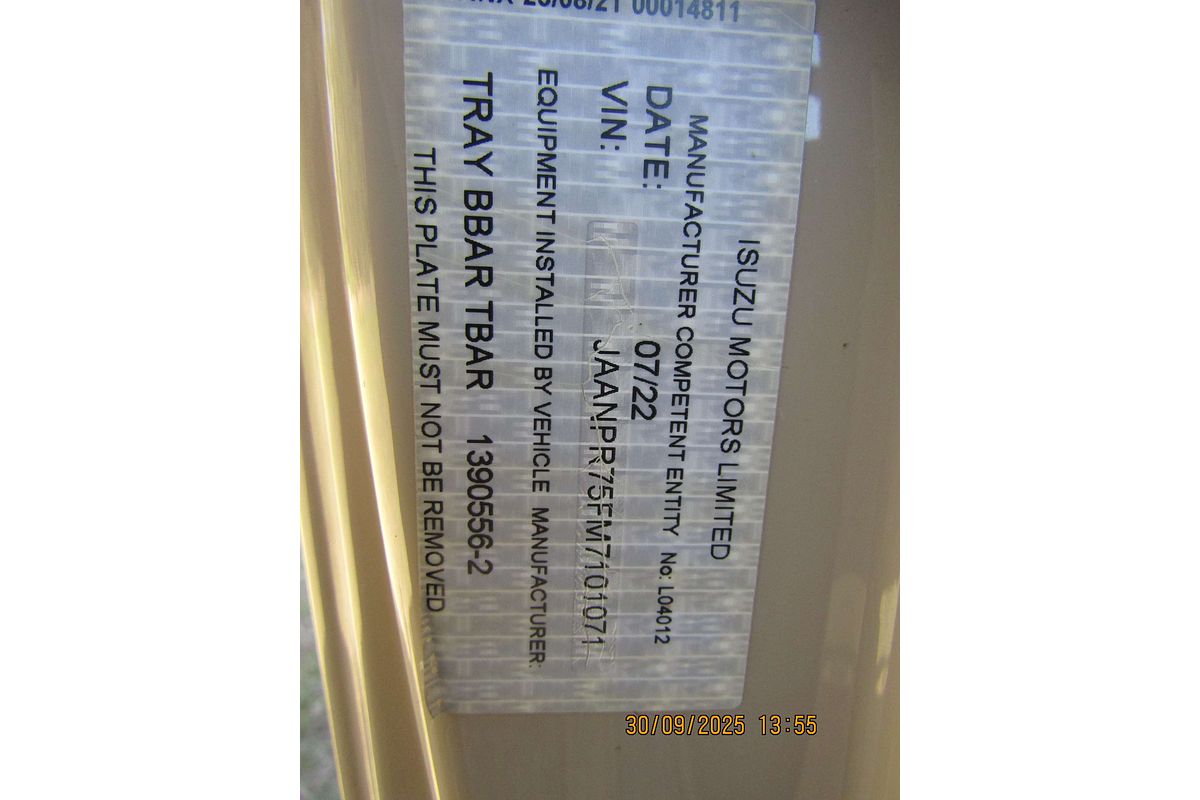 ISUZU MOTORS LIMITED
MANUFACTURER COMPETENT ENTITY No: L04012
DATE: 07/22
VIN: JAANPR75FM7101071
EQUIPMENT INSTALLED BY VEHICLE MANUFACTURER:
TRAY BBAR TBAR 1390556-2
THIS PLATE MUST NOT BE REMOVED
00014811
30/09/2025 13:55